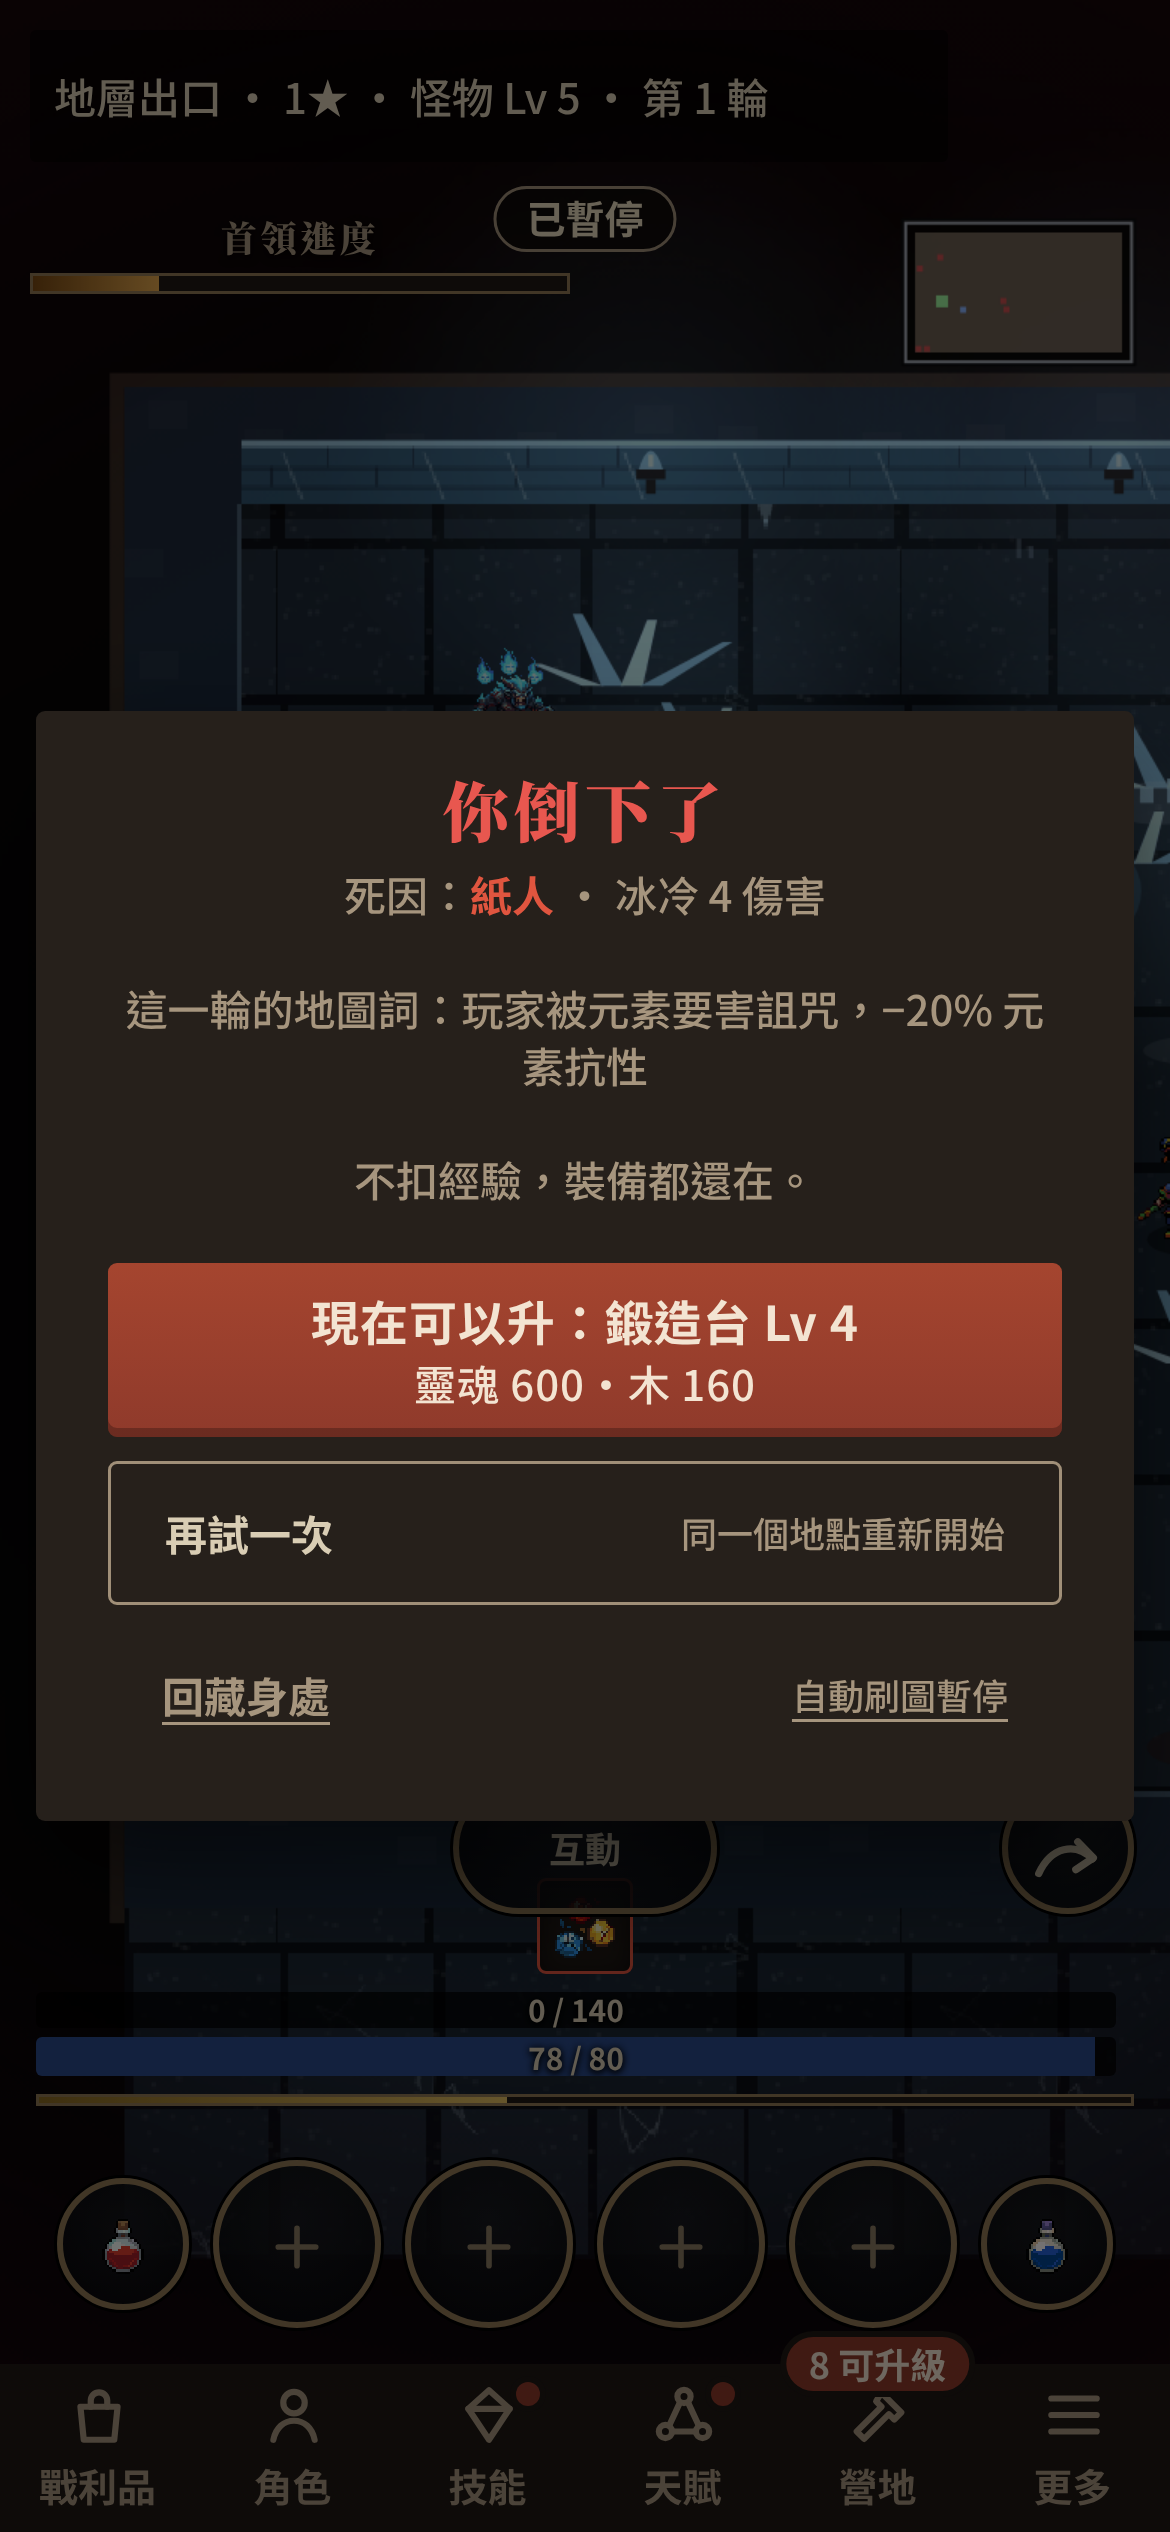 地層出口 · 1★ · 怪物 Lv 5 · 第 1 輪
已暫停
首領進度
你倒下了
死因：紙人 · 冰冷 4 傷害
這一輪的地圖詞：玩家被元素要害詛咒，−20% 元
素抗性
不扣經驗，裝備都還在。
現在可以升：鍛造台 Lv 4
靈魂 600 · 木 160
再試一次
同一個地點重新開始
回藏身處
自動刷圖暫停
互動
0 / 140
78 / 80
8 可升級
戰利品
角色
技能
天賦
營地
更多